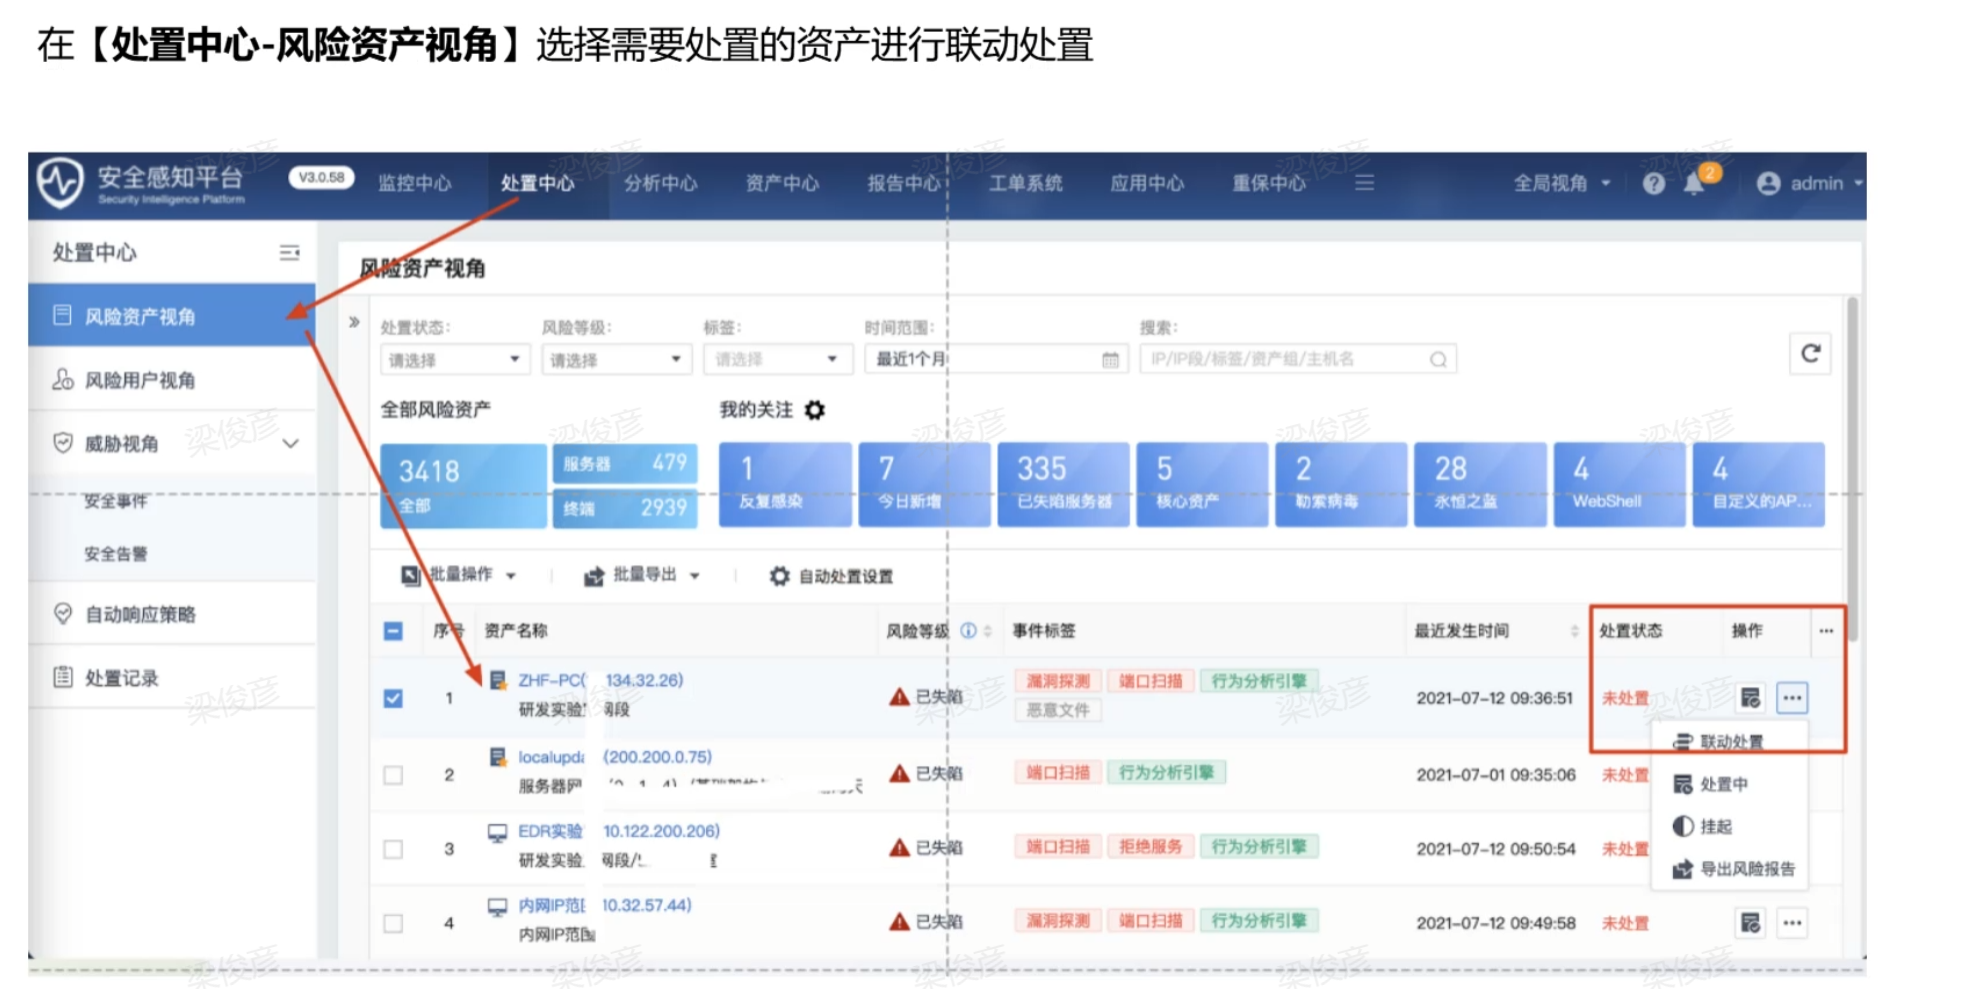 在【处置中心-风险资产视角】选择需要处置的资产进行联动处置
安全感知平台 V3.0.58 监控中心 处置中心 分析中心 资产中心 报告中心 工单系统 应用中心 重保中心 全局视角 2 admin
Security Intelligence Platform
处置中心
风险资产视角
风险用户视角
威胁视角
安全事件
安全告警
自动响应策略
处置记录
风险资产视角
处置状态: 风险等级: 标签: 时间范围: 搜索:
请选择 请选择 请选择 最近1个月 IP/IP段/标签/资产组/主机名
全部风险资产 我的关注
3418 全部
服务器 479
终端 2939
1 反复感染
7 今日新增
335 已失陷服务器
5 核心资产
2 勒索病毒
28 永恒之蓝
4 WebShell
4 自定义的AP...
批量操作 批量导出 自动处置设置
序号 资产名称 风险等级 事件标签 最近发生时间 处置状态 操作 ...
1 ZHF-PC( 134.32.26) 已失陷 漏洞探测 端口扫描 行为分析引擎 2021-07-12 09:36:51 未处置 ...
研发实验 网段 恶意文件
联动处置
处置中
挂起
导出风险报告
2 localupda (200.200.0.75) 已失陷 端口扫描 行为分析引擎 2021-07-01 09:35:06 未处置
服务器网
3 EDR实验 10.122.200.206) 已失陷 端口扫描 拒绝服务 行为分析引擎 2021-07-12 09:50:54 未处置
研发实验 网段/
4 内网IP范围 10.32.57.44) 已失陷 漏洞探测 端口扫描 行为分析引擎 2021-07-12 09:49:58 未处置 ...
内网IP范围
梁俊彦